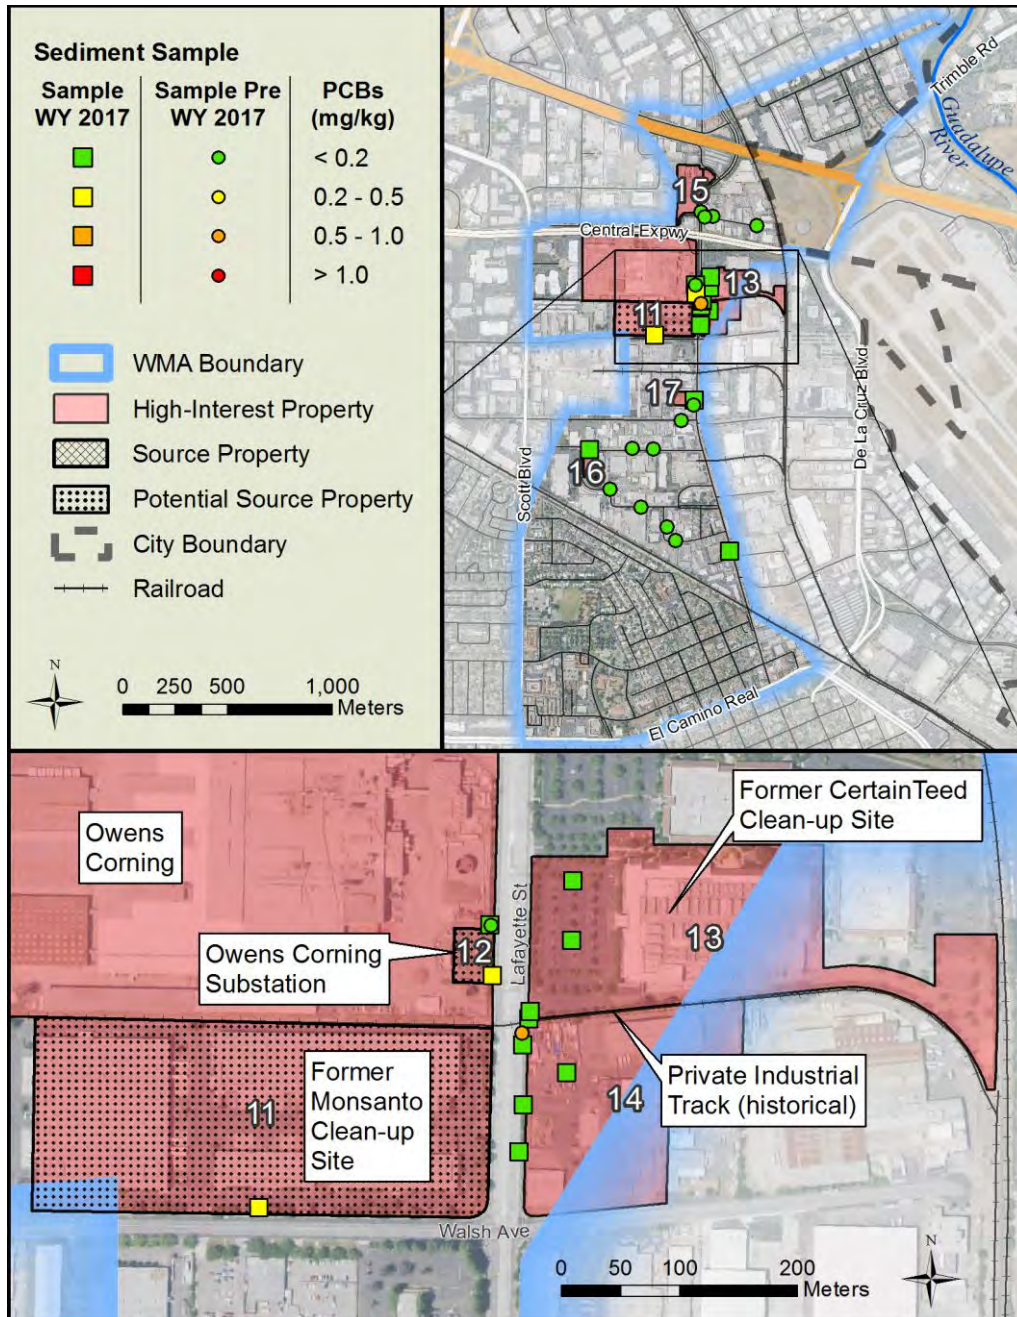 Sediment Sample
Sample WY 2017
Sample Pre WY 2017
PCBs (mg/kg)
< 0.2
0.2 - 0.5
0.5 - 1.0
> 1.0
WMA Boundary
High-Interest Property
Source Property
Potential Source Property
City Boundary
Railroad
N
0 250 500 1,000
Meters
Trimble Rd
Guadalupe River
15
Central Expwy
13
11
17
16
Scott Blvd
De La Cruz Blvd
El Camino Real
Owens
Corning
Former CertainTeed
Clean-up Site
Lafayette St
12
13
Owens Corning
Substation
Former
Monsanto
Clean-up
Site
11
14
Private Industrial
Track (historical)
Walsh Ave
N
0 50 100 200
Meters